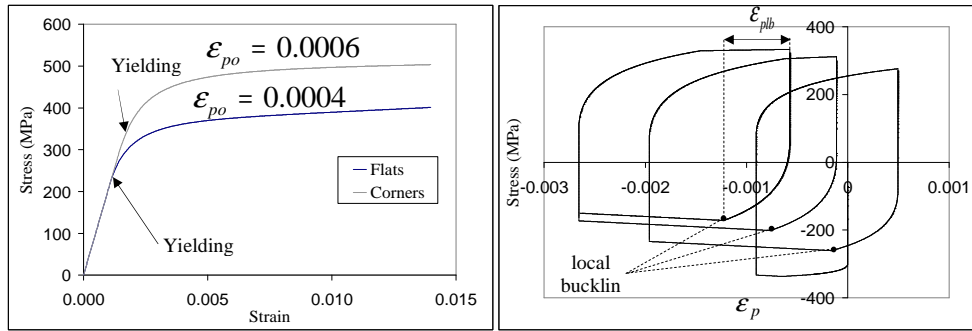 600
500
400
300
200
100
0
Stress (MPa)
0.000
0.005
0.010
0.015
Strain
ε_po = 0.0006
Yielding
ε_po = 0.0004
Flats
Corners
Yielding
ε_plb
400
200
0
-200
-400
Stress (MPa)
-0.003
-0.002
-0.001
0
0.001
local
bucklin
ε_p